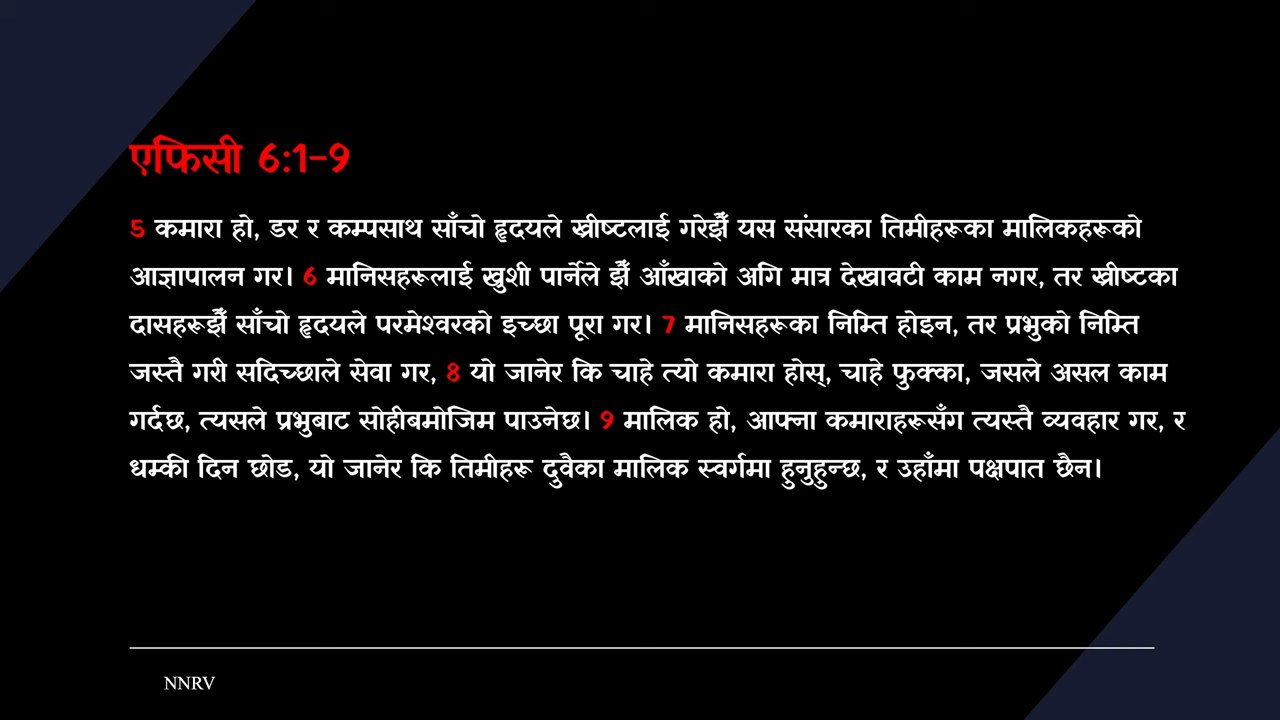 एफिसी 6:1-9
5 कमारा हो, डर र कम्पसाथ साँचो हृदयले ख्रीष्टलाई गरेझैँ यस संसारका तिमीहरूका मालिकहरूको
आज्ञापालन गर। 6 मानिसहरूलाई खुशी पार्नेले झैँ आँखाको अगि मात्र देखावटी काम नगर, तर ख्रीष्टका
दासहरूझैँ साँचो हृदयले परमेश्वरको इच्छा पूरा गर। 7 मानिसहरूका निम्ति होइन, तर प्रभुको निम्ति
जस्तै गरी सदिच्छाले सेवा गर, 8 यो जानेर कि चाहे त्यो कमारा होस्, चाहे फुक्का, जसले असल काम
गर्दछ, त्यसले प्रभुबाट सोहीबमोजिम पाउनेछ। 9 मालिक हो, आफ्ना कमाराहरूसँग त्यस्तै व्यवहार गर, र
धम्की दिन छोड, यो जानेर कि तिमीहरू दुवैका मालिक स्वर्गमा हुनुहुन्छ, र उहाँमा पक्षपात छैन।
NNRV